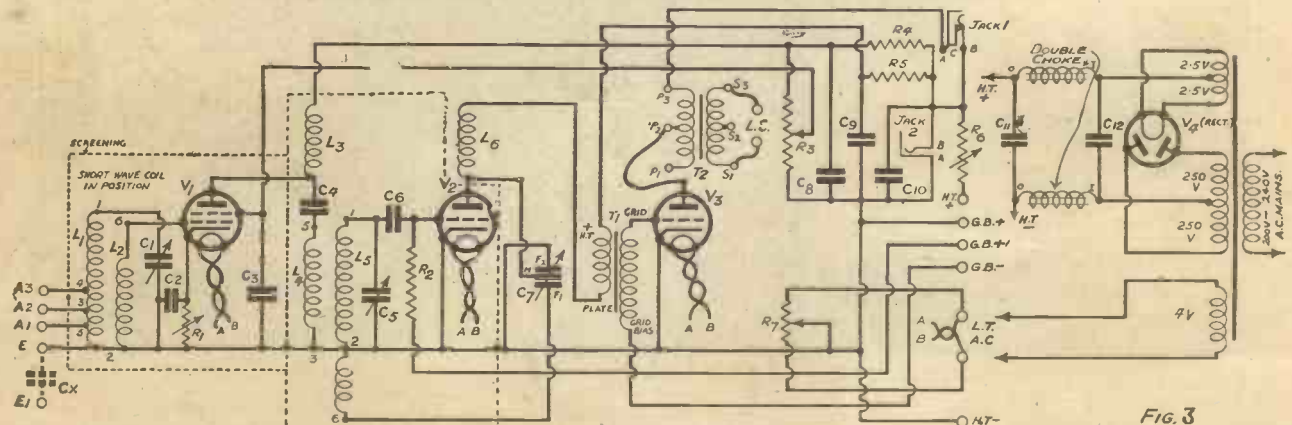 SCREENING
SHORT WAVE COIL
IN POSITION
V1
L1
L2
C1
C2
R1
1
6
4
3
5
2
A3
A2
A1
E
Cx
E1
A B
C3
L3
C4
5
L4
3
1
L5
2
6
C5
C6
R2
L6
V2
A B
F2
M
C7
F1
+
H.T.
T1
GRID
PLATE
GRID
BIAS
V3
A B
P3
P2
P1
T2
S3
S2
S1
L.C.
R3
C8
C9
C10
R4
R5
JACK 1
A C B
JACK
2
B
A
R6
H.T.+
G.B.+
G.B.+1
G.B.-
R7
A
B
L.T.
A.C.
H.T-
DOUBLE
CHOKE
H.T.
+
O
I
C11
C12
O
I
H.T
-
V4 (RECT.)
2.5V
2.5V
250
V
250
V
4V
200V - 240V
A.C. MAINS.
FIG. 3